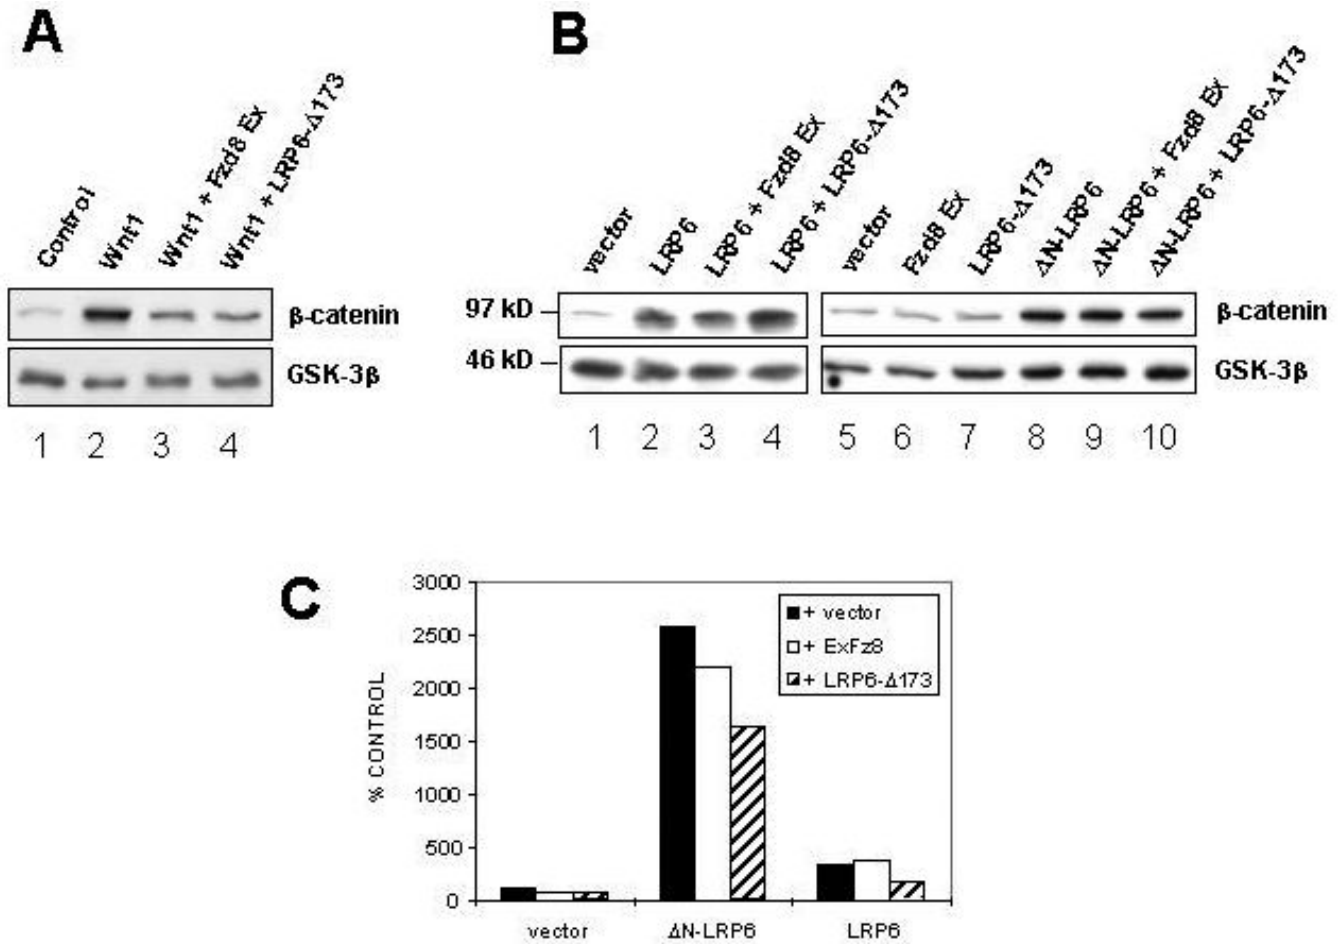 A
Control
Wnt1
Wnt1 + Fzd8 Ex
Wnt1 + LRP6-Δ173
β-catenin
GSK-3β
1 2 3 4
B
vector
LRP6
LRP6 + Fzd8 Ex
LRP6 + LRP6-Δ173
vector
Fzd8 Ex
LRP6-Δ173
ΔN-LRP6
ΔN-LRP6 + Fzd8 Ex
ΔN-LRP6 + LRP6-Δ173
97 kD
β-catenin
46 kD
GSK-3β
1 2 3 4 5 6 7 8 9 10
C
3000
2500
2000
1500
1000
500
0
% CONTROL
+ vector
+ ExFz8
+ LRP6-Δ173
vector ΔN-LRP6 LRP6